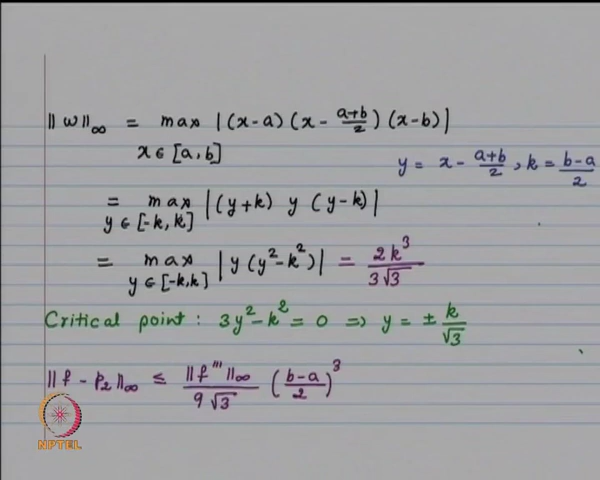 ‖w‖∞ = max |(x-a) (x - (a+b)/2) (x-b)|
x ∈ [a,b]
y = x - (a+b)/2, k = (b-a)/2
= max |(y+k) y (y-k)|
y ∈ [-k,k]
= max |y (y²-k²)| = 2k³/(3√3)
y ∈ [-k,k]
Critical point: 3y²-k² = 0 ⇒ y = ± k/√3
‖f - p₂‖∞ ≤ ‖f'''‖∞/(9√3) ((b-a)/2)³
NPTEL